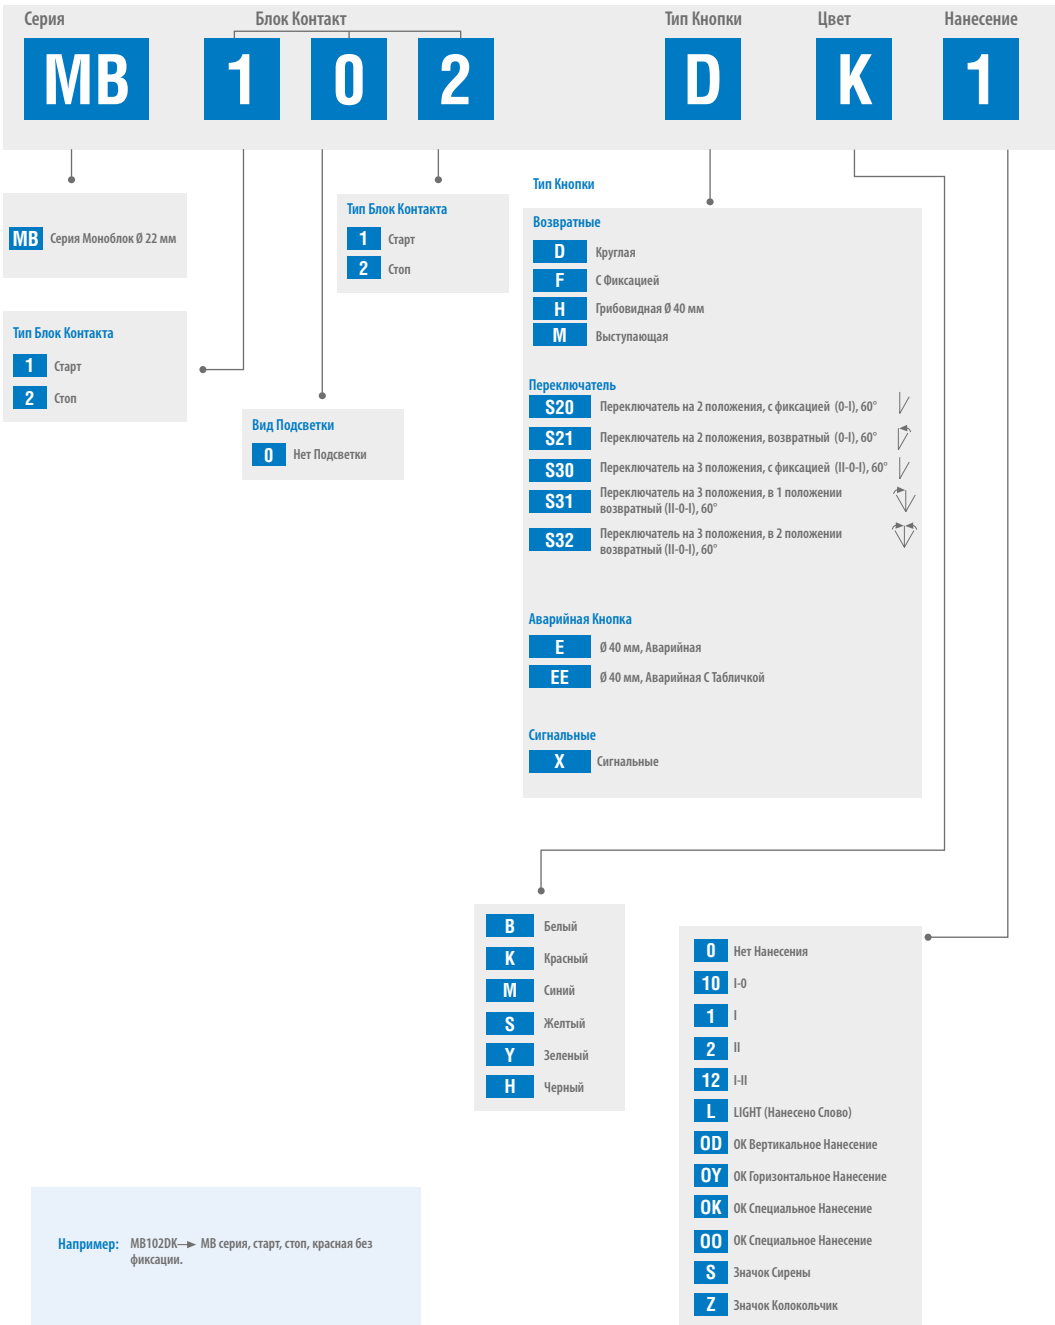 Серия Блок Контакт Тип Кнопки Цвет Нанесение
MB 1 0 2 D K 1
MB Серия Моноблок Ø 22 мм
Тип Блок Контакта
1 Старт
2 Стоп
Тип Блок Контакта
1 Старт
2 Стоп
Вид Подсветки
0 Нет Подсветки
Тип Кнопки
Возвратные
D Круглая
F С Фиксацией
H Грибовидная Ø 40 мм
M Выступающая
Переключатель
S20 Переключатель на 2 положения, с фиксацией (0-I), 60°
S21 Переключатель на 2 положения, возвратный (0-I), 60°
S30 Переключатель на 3 положения, с фиксацией (II-0-I), 60°
S31 Переключатель на 3 положения, в 1 положении
возвратный (II-0-I), 60°
S32 Переключатель на 3 положения, в 2 положении
возвратный (II-0-I), 60°
Аварийная Кнопка
E Ø 40 мм, Аварийная
EE Ø 40 мм, Аварийная С Табличкой
Сигнальные
X Сигнальные
B Белый
K Красный
M Синий
S Желтый
Y Зеленый
H Черный
0 Нет Нанесения
10 I-0
1 I
2 II
12 I-II
L LIGHT (Нанесено Слово)
OD ОК Вертикальное Нанесение
OY ОК Горизонтальное Нанесение
OK ОК Специальное Нанесение
OO ОК Специальное Нанесение
S Значок Сирены
Z Значок Колокольчик
Например: MB102DK MB серия, старт, стоп, красная без
фиксации.